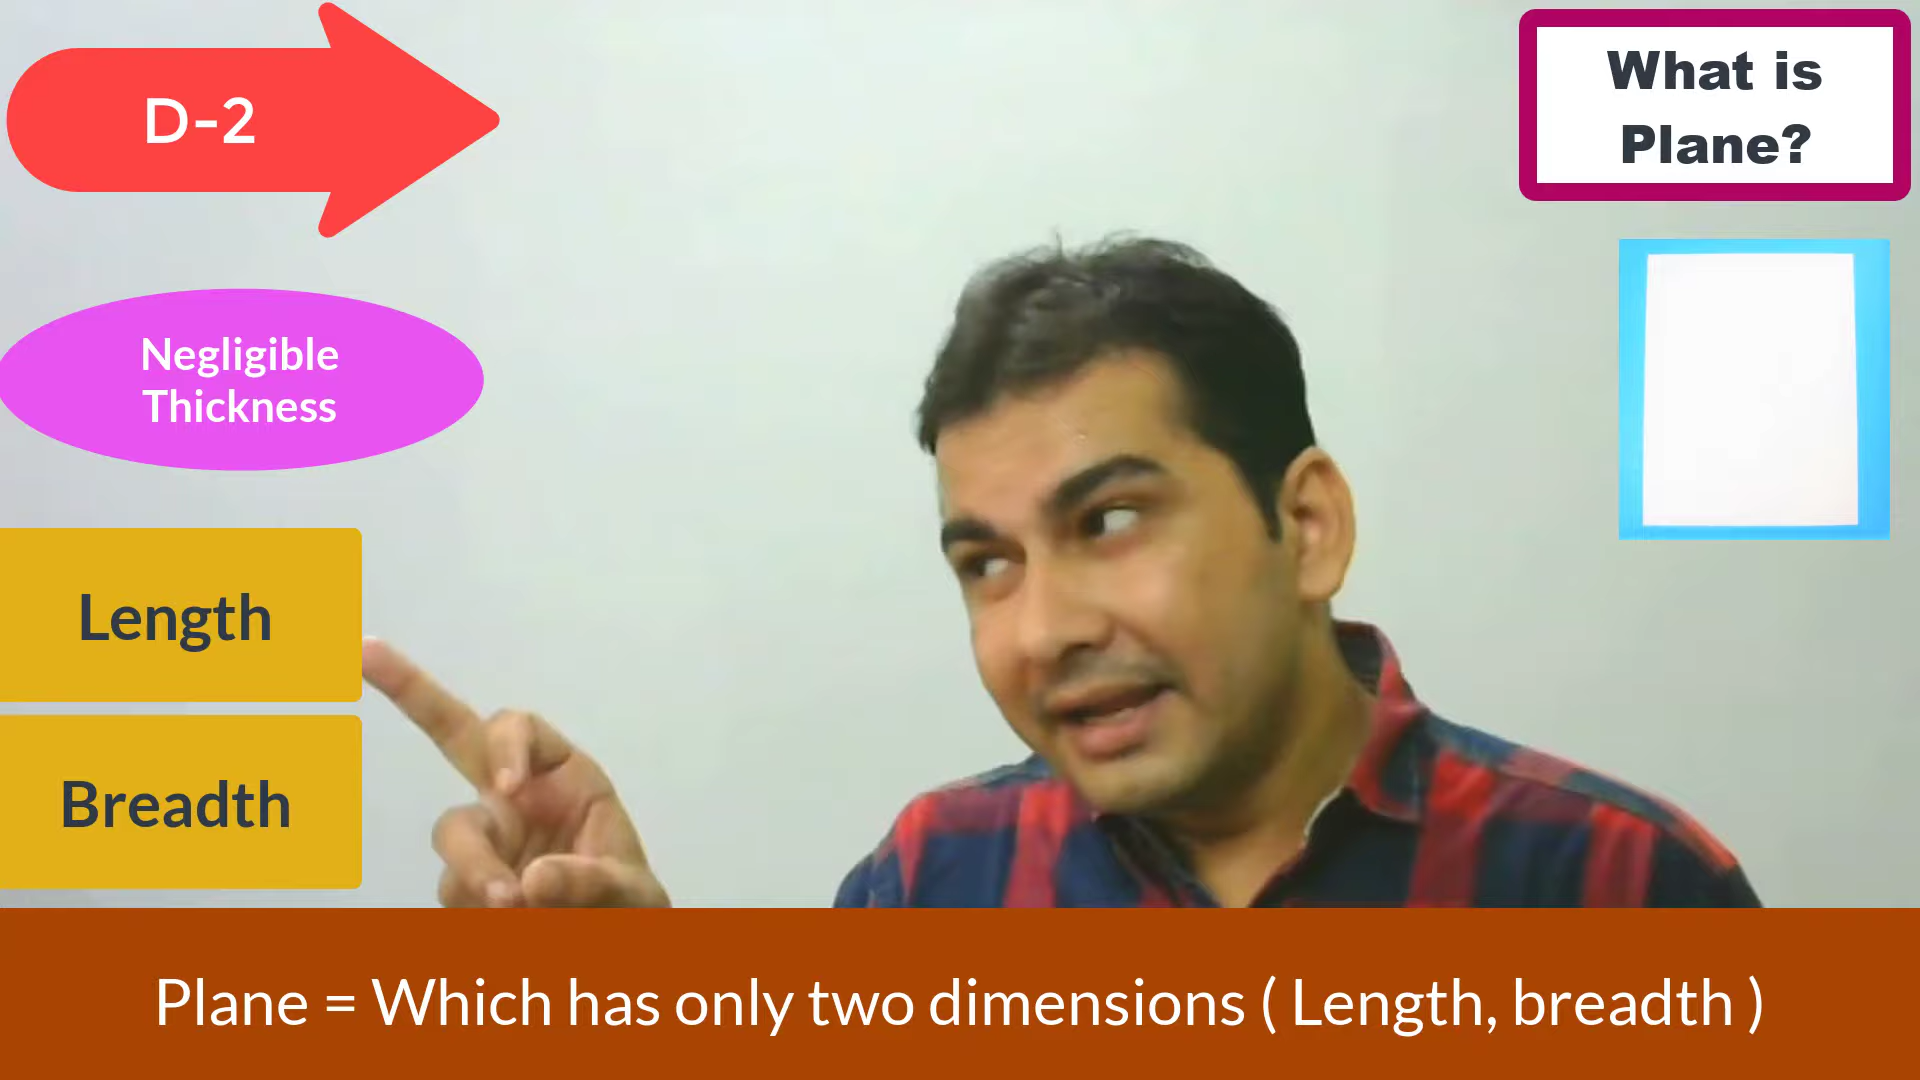 D-2
What is
Plane?
Negligible
Thickness
Length
Breadth
Plane = Which has only two dimensions ( Length, breadth )